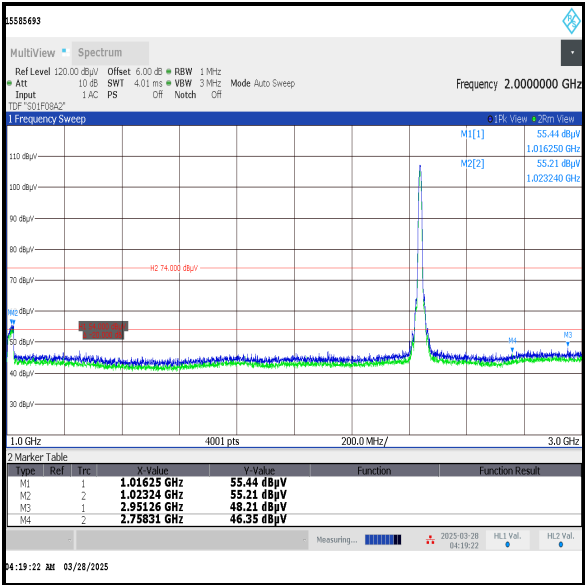 15585693
MultiView Spectrum
Ref Level 120.00 dBµV Offset 6.00 dB RBW 1 MHz
Att 10 dB SWT 4.01 ms VBW 3 MHz Mode Auto Sweep Frequency 2.0000000 GHz
Input 1 AC PS Off Notch Off
TDF "S01F08A2"
1 Frequency Sweep 1Pk View 2Rm View
M1[1] 55.44 dBµV
1.016250 GHz
M2[2] 55.21 dBµV
1.023240 GHz
110 dBµV
100 dBµV
90 dBµV
80 dBµV
H2 74.000 dBµV
70 dBµV
60 dBµV
M2
M3
M4
50 dBµV
40 dBµV
30 dBµV
1.0 GHz 4001 pts 200.0 MHz/ 3.0 GHz
2 Marker Table
Type Ref Trc X-Value Y-Value Function Function Result
M1 1 1.01625 GHz 55.44 dBµV
M2 2 1.02324 GHz 55.21 dBµV
M3 1 2.95126 GHz 48.21 dBµV
M4 2 2.75831 GHz 46.35 dBµV
Measuring... 2025-03-28 04:19:22 HL1 Val. HL2 Val.
04:19:22 AM 03/28/2025